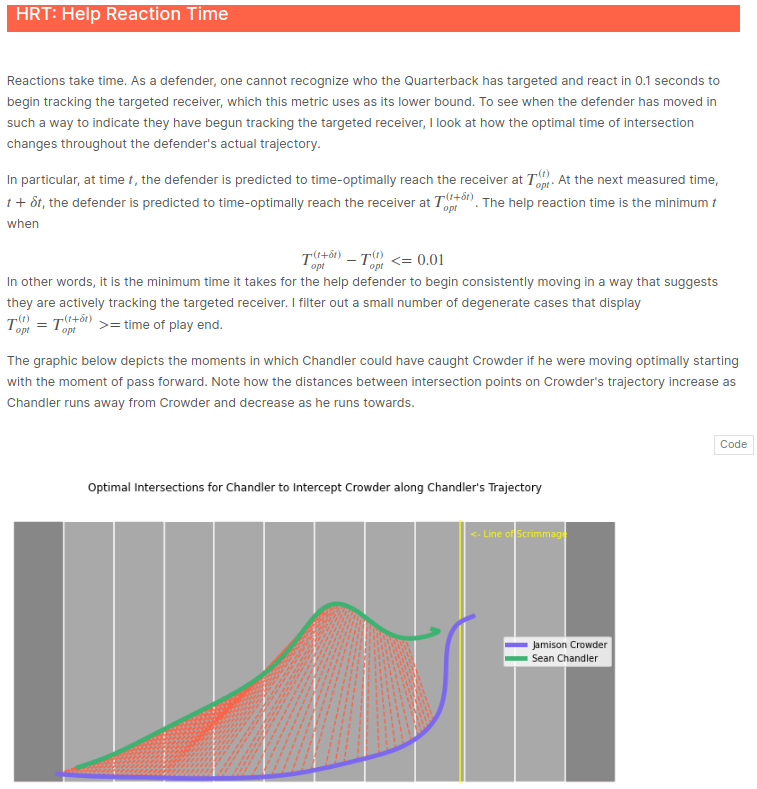 HRT: Help Reaction Time
Reactions take time. As a defender, one cannot recognize who the Quarterback has targeted and react in 0.1 seconds to
begin tracking the targeted receiver, which this metric uses as its lower bound. To see when the defender has moved in
such a way to indicate they have begun tracking the targeted receiver, I look at how the optimal time of intersection
changes throughout the defender's actual trajectory.
In particular, at time t, the defender is predicted to time-optimally reach the receiver at T_{opt}^{(t)}. At the next measured time,
t + δt, the defender is predicted to time-optimally reach the receiver at T_{opt}^{(t+δt)}. The help reaction time is the minimum t
when
T_{opt}^{(t+δt)} − T_{opt}^{(t)} <= 0.01
In other words, it is the minimum time it takes for the help defender to begin consistently moving in a way that suggests
they are actively tracking the targeted receiver. I filter out a small number of degenerate cases that display
T_{opt}^{(t)} = T_{opt}^{(t+δt)} >= time of play end.
The graphic below depicts the moments in which Chandler could have caught Crowder if he were moving optimally starting
with the moment of pass forward. Note how the distances between intersection points on Crowder's trajectory increase as
Chandler runs away from Crowder and decrease as he runs towards.
Code
Optimal Intersections for Chandler to Intercept Crowder along Chandler's Trajectory
<- Line of Scrimmage
Jamison Crowder
Sean Chandler